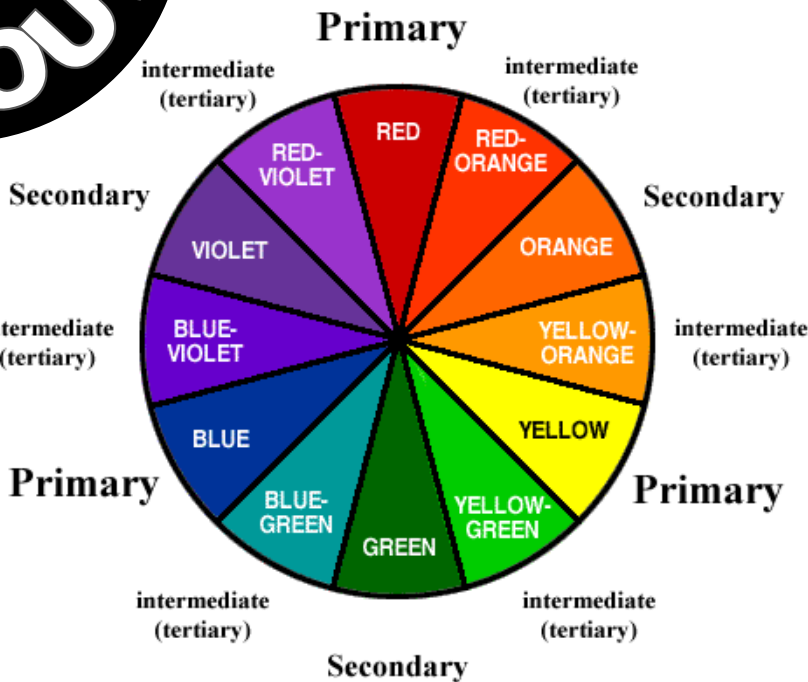 Primary
intermediate
(tertiary)
intermediate
(tertiary)
RED
RED-
VIOLET
RED-
ORANGE
Secondary
Secondary
VIOLET
ORANGE
(tertiary)
BLUE-
VIOLET
YELLOW-
ORANGE
intermediate
(tertiary)
BLUE
YELLOW
Primary
Primary
BLUE-
GREEN
YELLOW-
GREEN
GREEN
intermediate
(tertiary)
intermediate
(tertiary)
Secondary